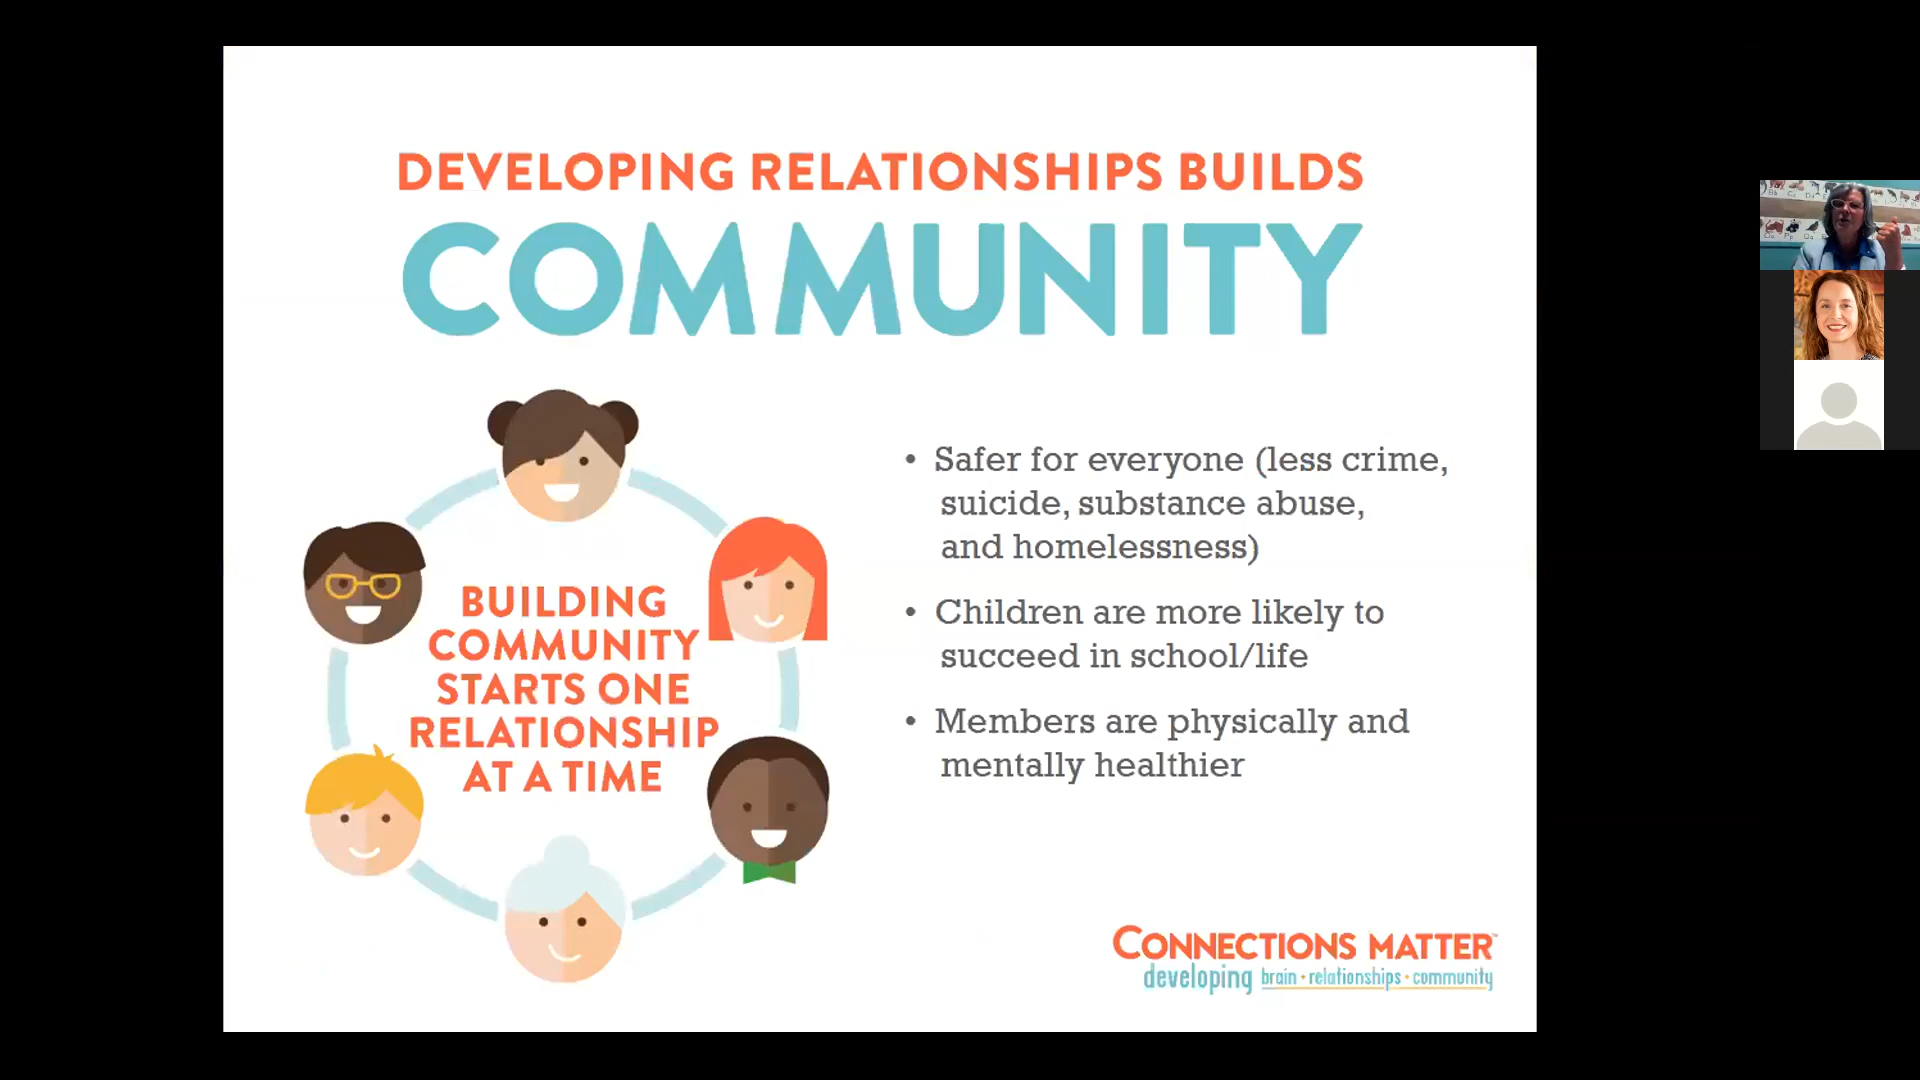 DEVELOPING RELATIONSHIPS BUILDS
COMMUNITY
BUILDING
COMMUNITY
STARTS ONE
RELATIONSHIP
AT A TIME
• Safer for everyone (less crime,
suicide, substance abuse,
and homelessness)
• Children are more likely to
succeed in school/life
• Members are physically and
mentally healthier
CONNECTIONS MATTER™
developing brain • relationships • community